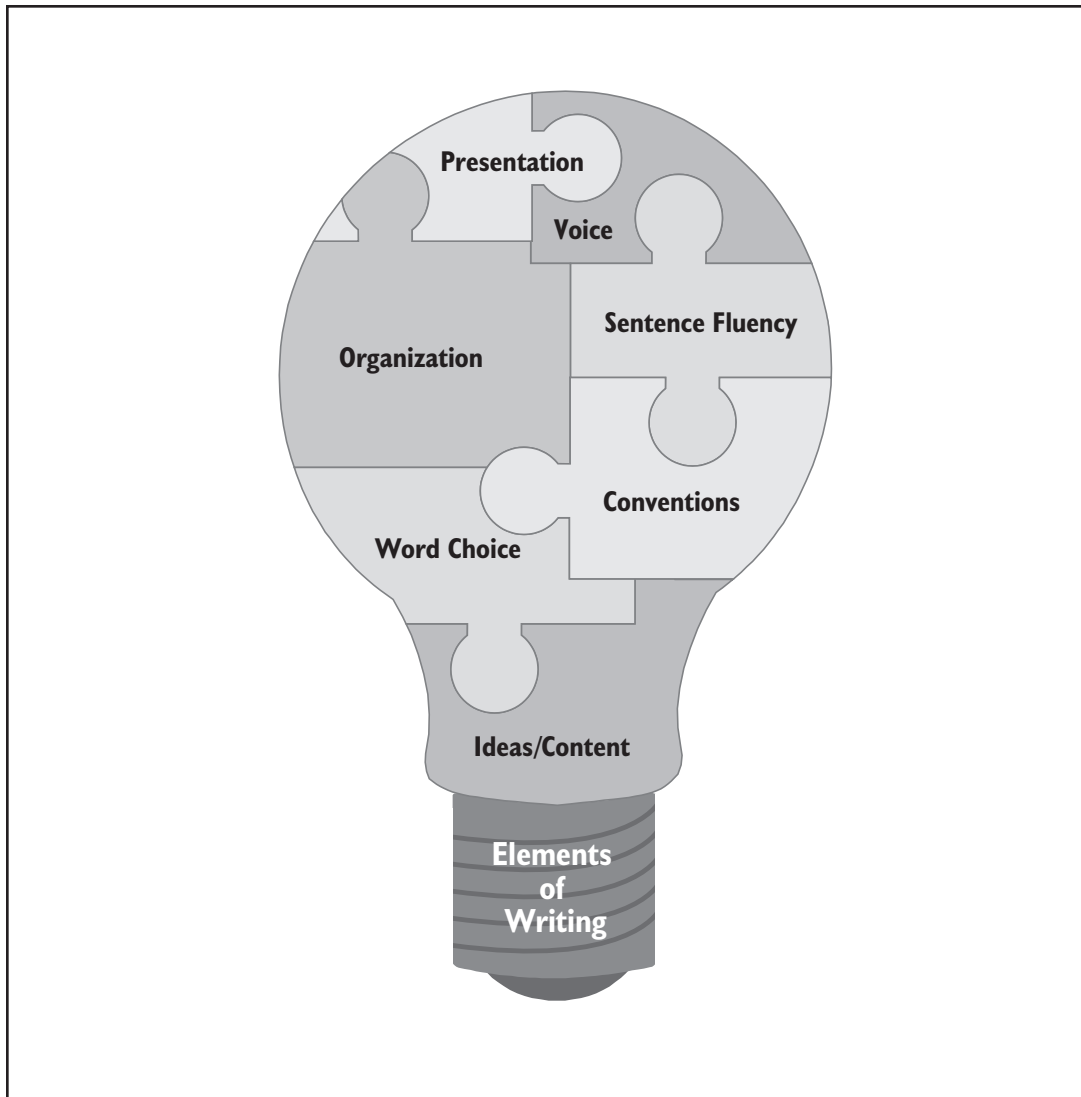 Presentation
Voice
Sentence Fluency
Organization
Conventions
Word Choice
Ideas/Content
Elements
of
Writing